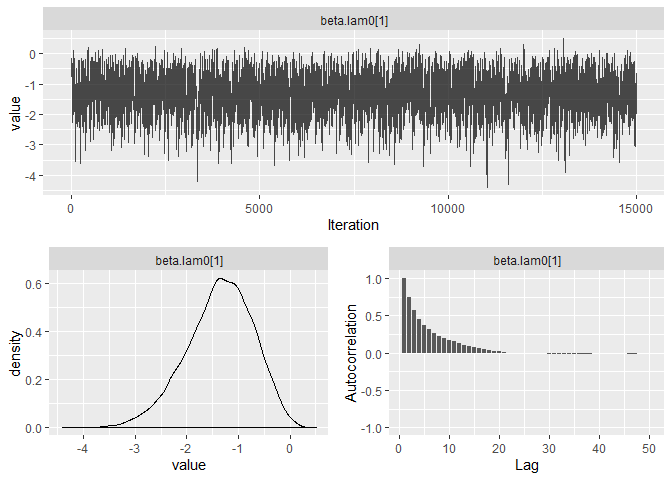 beta.lam0[1]
0
-1
-2
-3
-4
value
0 5000 10000 15000
Iteration
beta.lam0[1]
0.6
0.4
0.2
0.0
density
-4 -3 -2 -1 0
value
beta.lam0[1]
1.0
0.5
0.0
-0.5
-1.0
Autocorrelation
0 10 20 30 40 50
Lag